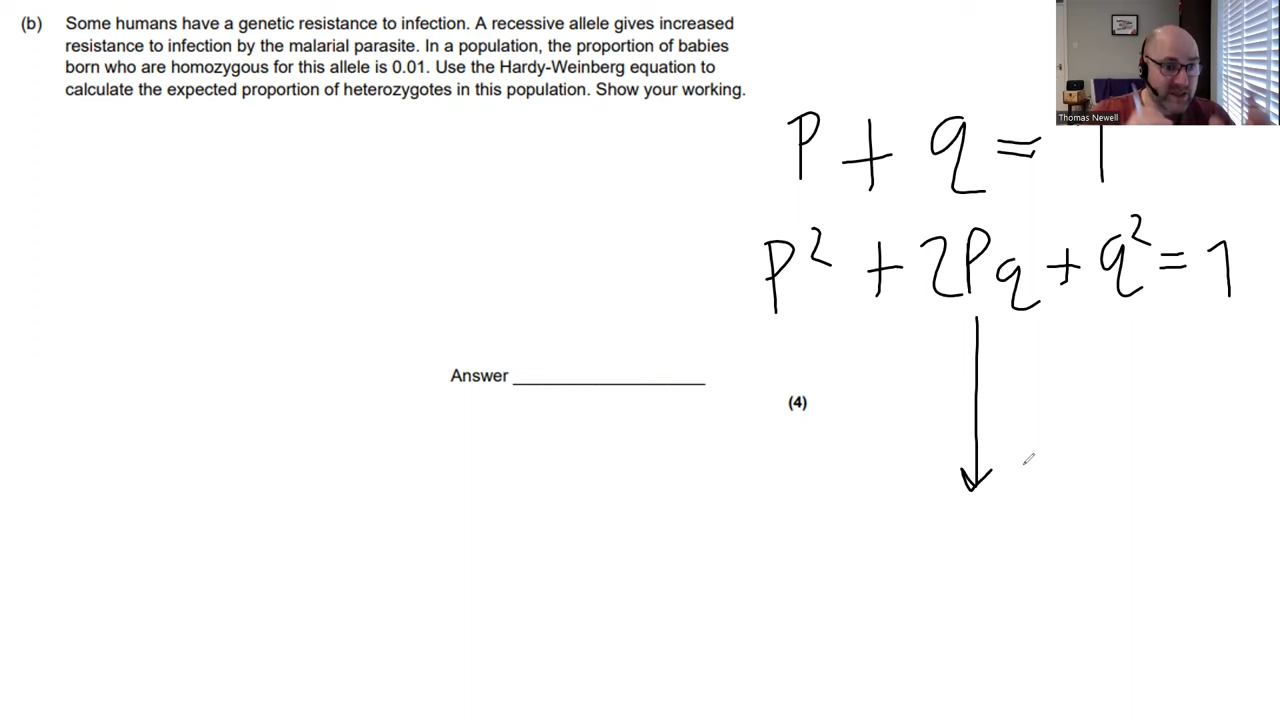 (b) Some humans have a genetic resistance to infection. A recessive allele gives increased
resistance to infection by the malarial parasite. In a population, the proportion of babies
born who are homozygous for this allele is 0.01. Use the Hardy-Weinberg equation to
calculate the expected proportion of heterozygotes in this population. Show your working.
Thomas Newell
P + q = 1
P² + 2Pq + q² = 1
Answer ____________________
(4)